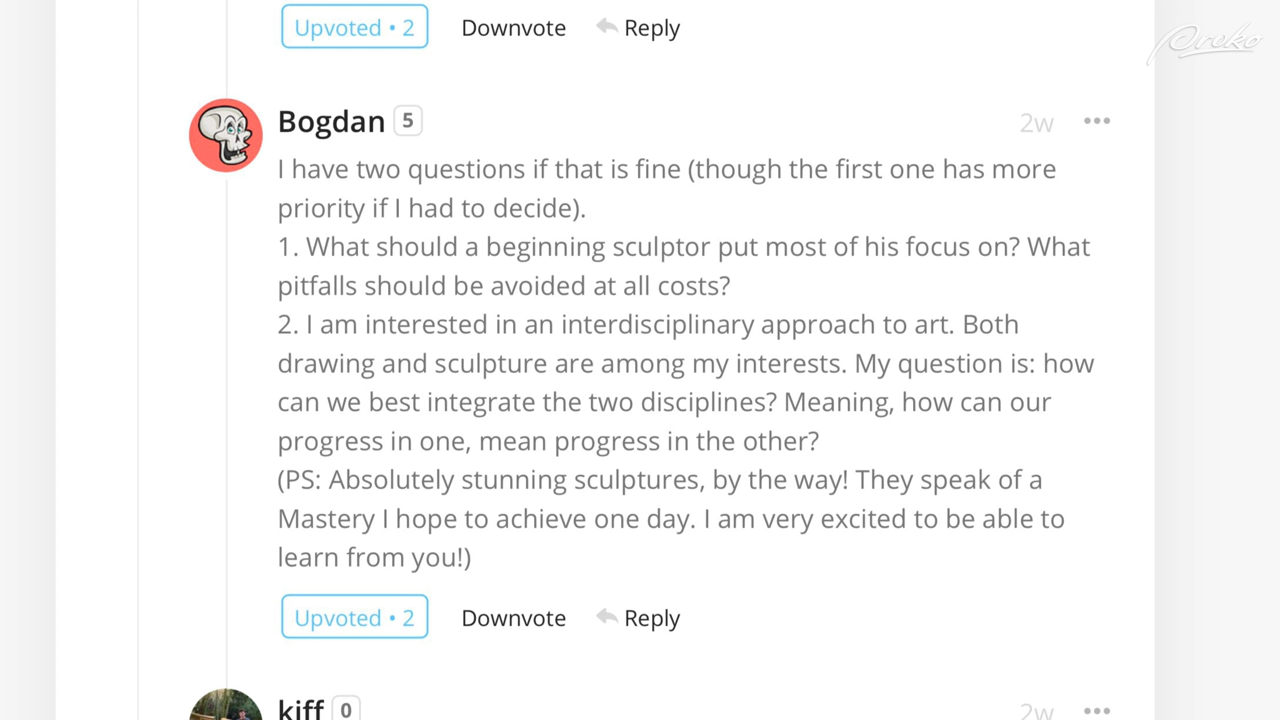 Upvoted • 2 Downvote Reply
Proko
Bogdan 5 2w •••
I have two questions if that is fine (though the first one has more
priority if I had to decide).
1. What should a beginning sculptor put most of his focus on? What
pitfalls should be avoided at all costs?
2. I am interested in an interdisciplinary approach to art. Both
drawing and sculpture are among my interests. My question is: how
can we best integrate the two disciplines? Meaning, how can our
progress in one, mean progress in the other?
(PS: Absolutely stunning sculptures, by the way! They speak of a
Mastery I hope to achieve one day. I am very excited to be able to
learn from you!)
Upvoted • 2 Downvote Reply
kiff 0 2w •••